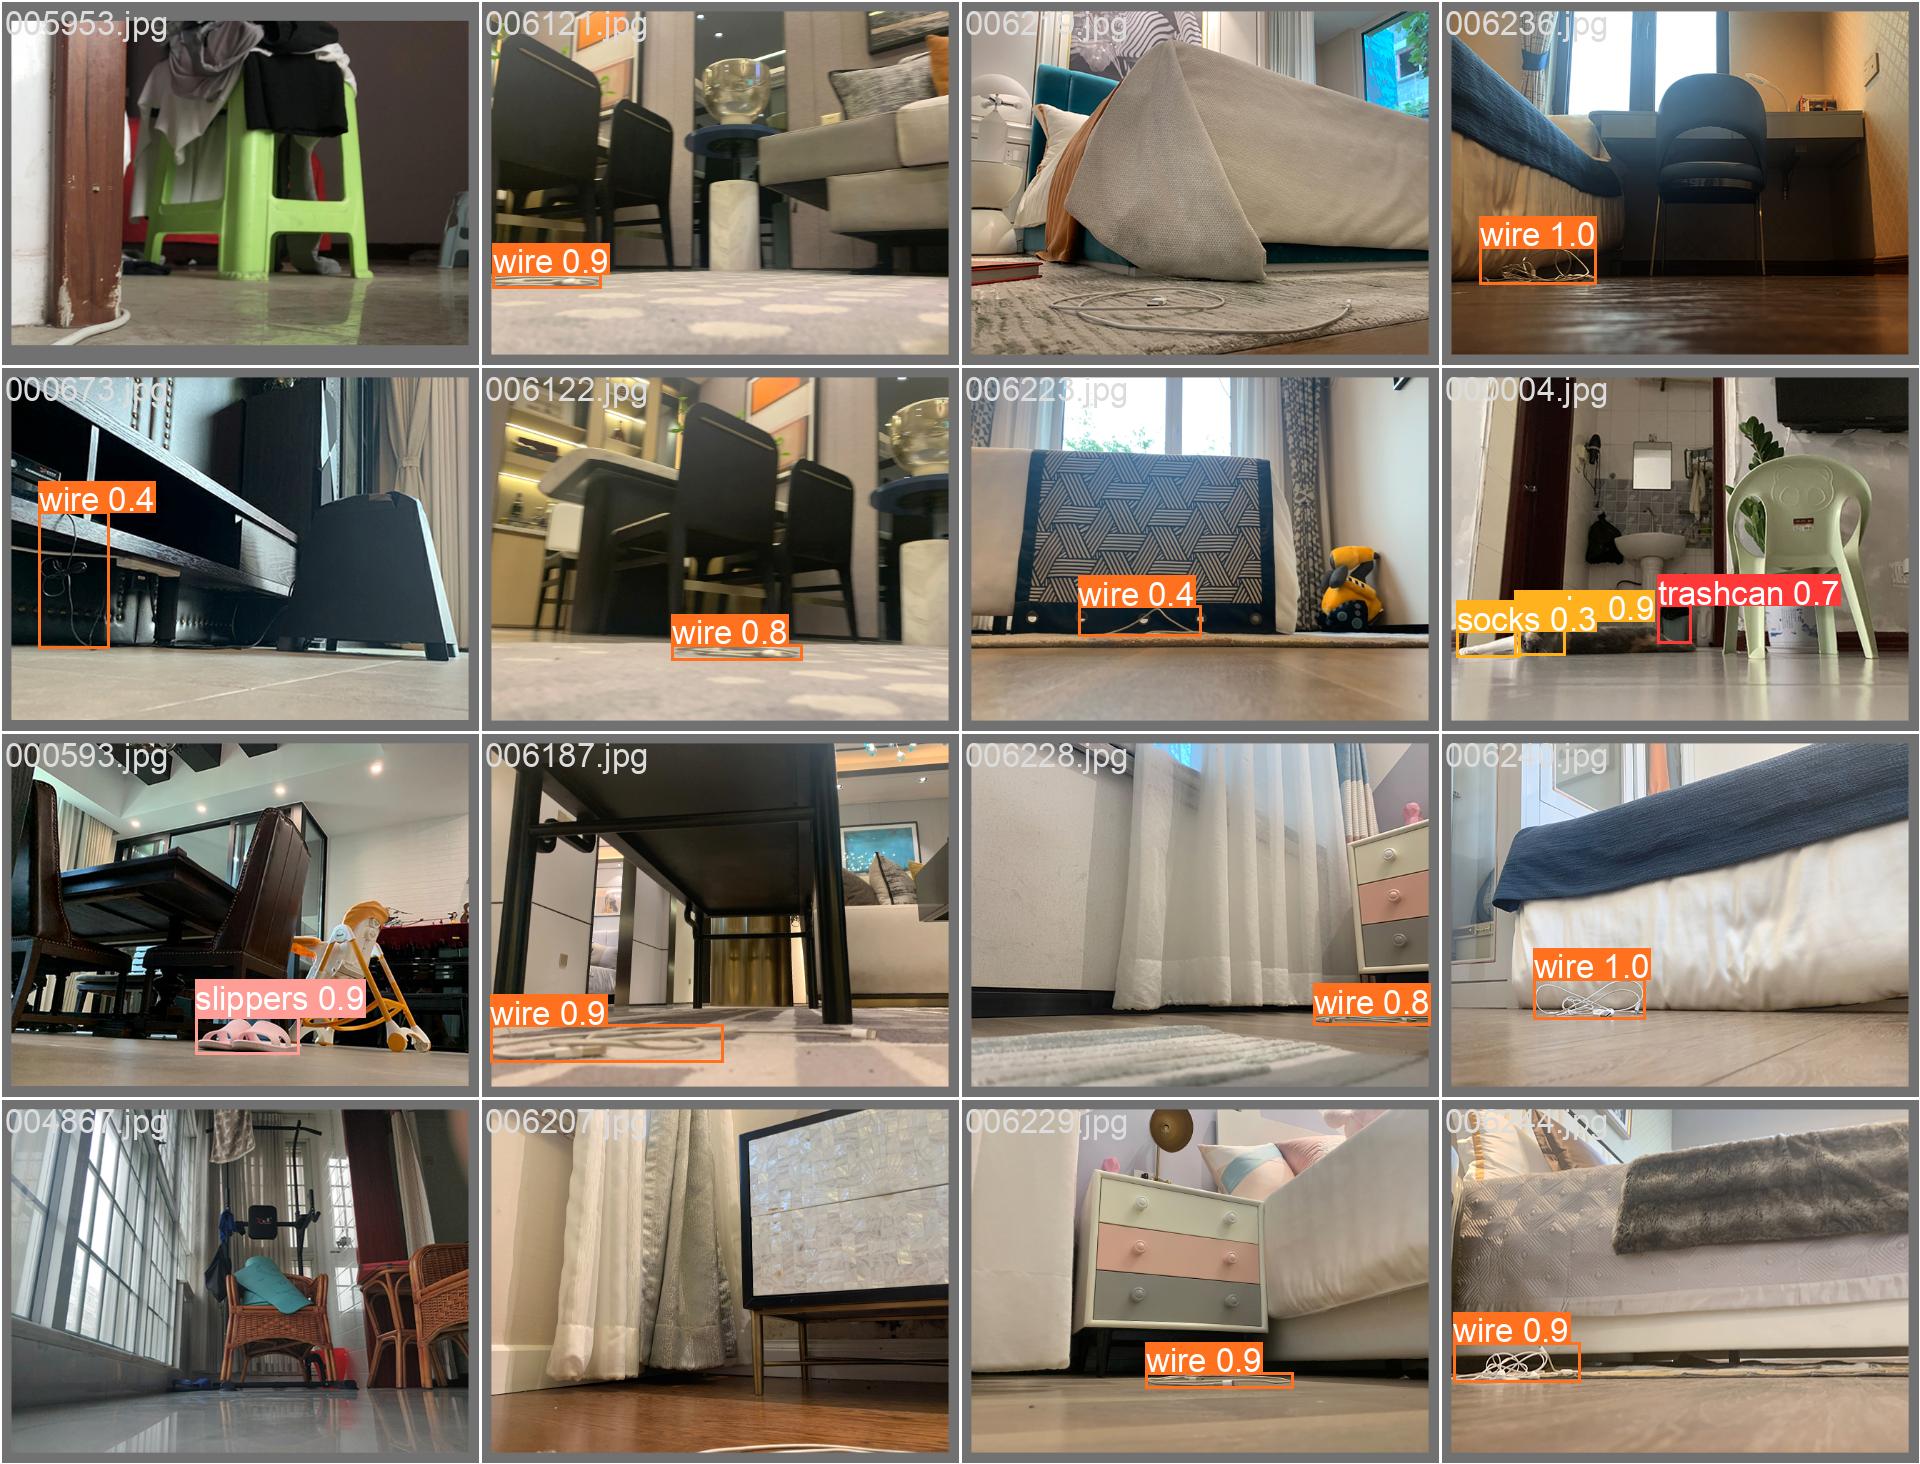 005953.jpg
006121.jpg
wire 0.9
006236.jpg
wire 1.0
000673.jpg
wire 0.4
006122.jpg
wire 0.8
006223.jpg
wire 0.4
000004.jpg
socks 0.3
0.9
trashcan 0.7
000593.jpg
slippers 0.9
006187.jpg
wire 0.9
006228.jpg
wire 0.8
wire 1.0
004867.jpg
006207.jpg
006229.jpg
wire 0.9
006244.jpg
wire 0.9